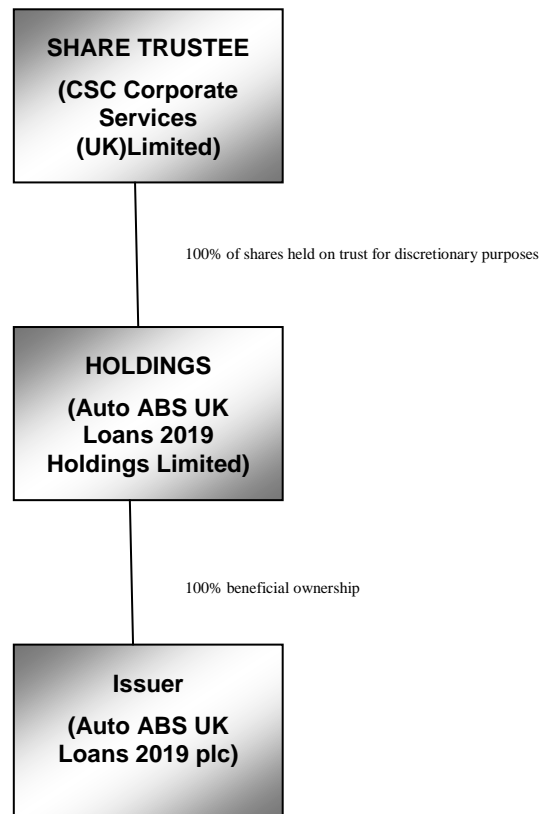 SHARE TRUSTEE
(CSC Corporate
Services
(UK)Limited)
100% of shares held on trust for discretionary purposes
HOLDINGS
(Auto ABS UK
Loans 2019
Holdings Limited)
100% beneficial ownership
Issuer
(Auto ABS UK
Loans 2019 plc)